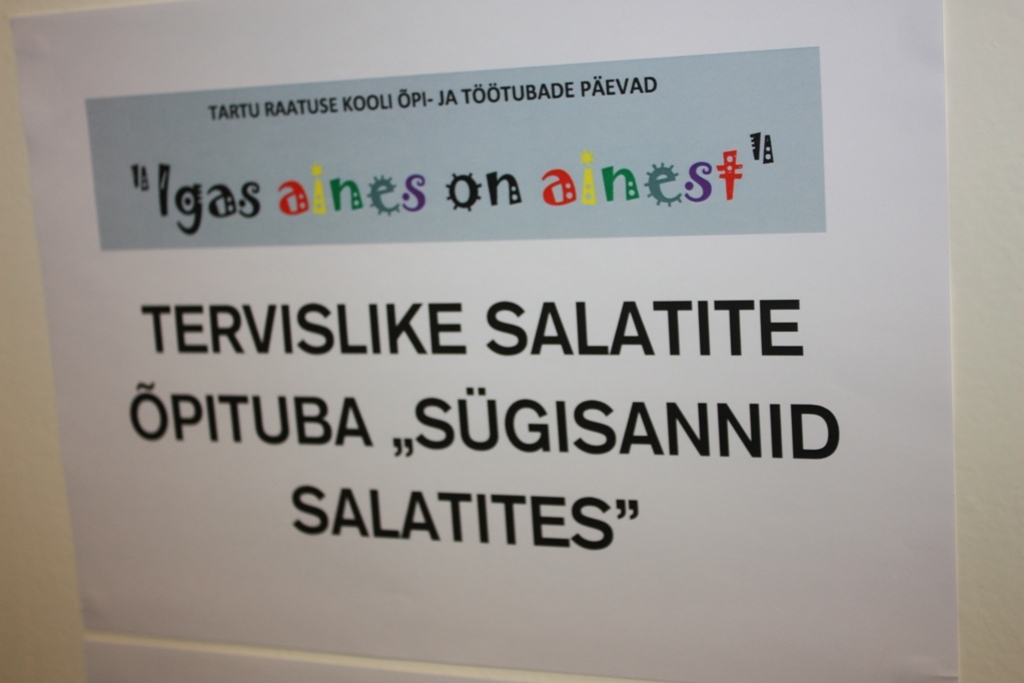 TARTU RAATUSE KOOLI ÕPI- JA TÖÖTUBADE PÄEVAD
"Igas aines on ainest"
TERVISLIKE SALATITE
ÕPITUBA „SÜGISANNID
SALATITES”